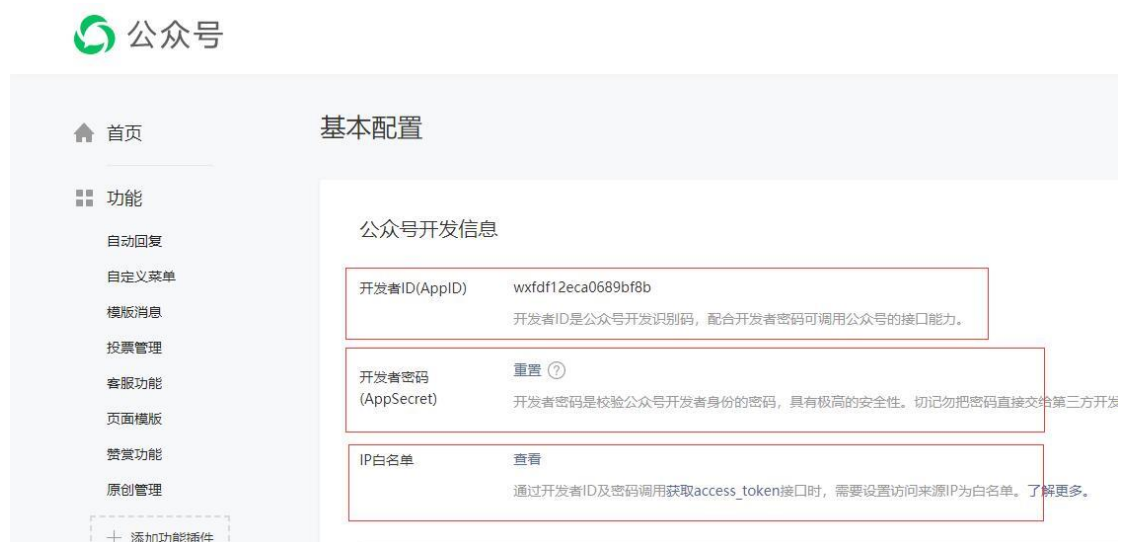 公众号
首页
功能
自动回复
自定义菜单
模版消息
投票管理
客服功能
页面模版
赞赏功能
原创管理
添加功能插件
基本配置
公众号开发信息
开发者ID(AppID)
wxfdf12eca0689bf8b
开发者ID是公众号开发识别码，配合开发者密码可调用公众号的接口能力。
开发者密码
(AppSecret)
重置 ?
开发者密码是校验公众号开发者身份的密码，具有极高的安全性。切记勿把密码直接交给第三方开发
IP白名单
查看
通过开发者ID及密码调用获取access_token接口时，需要设置访问来源IP为白名单。了解更多。